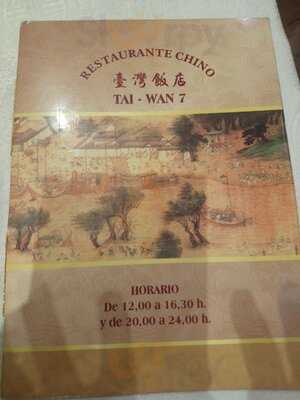 RESTAURANTE CHINO
臺灣飯店
TAI - WAN 7
HORARIO
De 12,00 a 16,30 h.
y de 20,00 a 24,00 h.